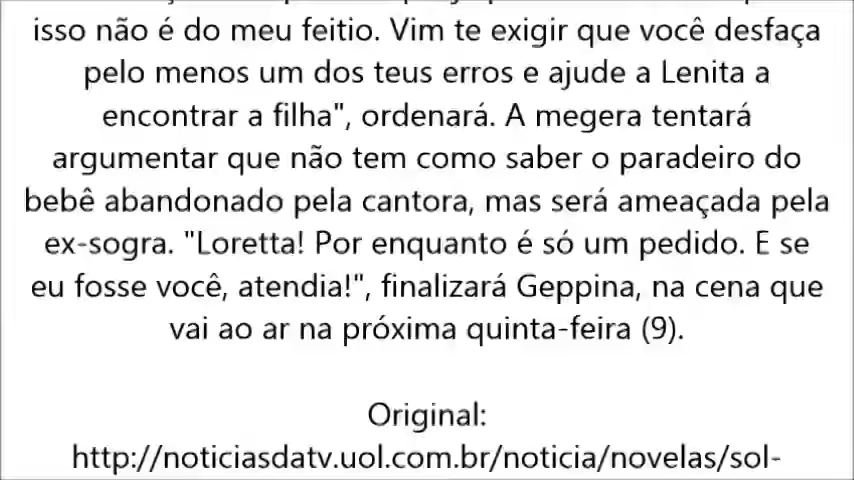 isso não é do meu feitio. Vim te exigir que você desfaça
pelo menos um dos teus erros e ajude a Lenita a
encontrar a filha", ordenará. A megera tentará
argumentar que não tem como saber o paradeiro do
bebê abandonado pela cantora, mas será ameaçada pela
ex-sogra. "Loretta! Por enquanto é só um pedido. E se
eu fosse você, atendia!", finalizará Geppina, na cena que
vai ao ar na próxima quinta-feira (9).
Original:
http://noticiasdatv.uol.com.br/noticia/novelas/sol-